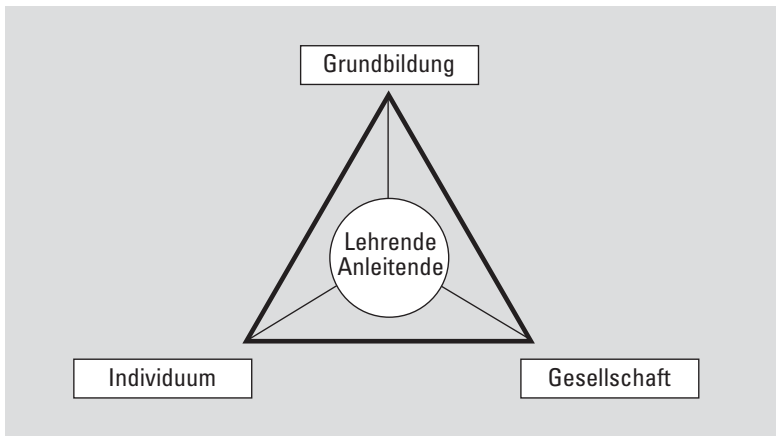 Grundbildung
Lehrende
Anleitende
Individuum
Gesellschaft